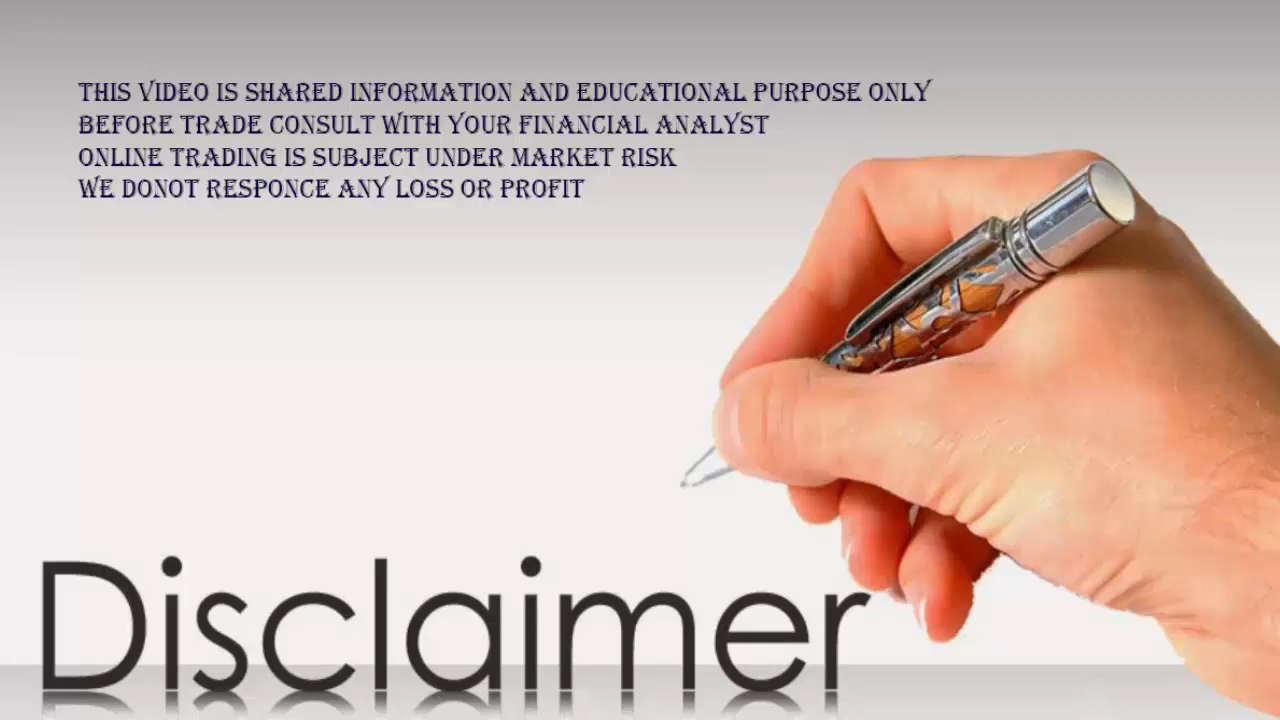 THIS VIDEO IS SHARED INFORMATION AND EDUCATIONAL PURPOSE ONLY
BEFORE TRADE CONSULT WITH YOUR FINANCIAL ANALYST
ONLINE TRADING IS SUBJECT UNDER MARKET RISK
WE DONOT RESPONCE ANY LOSS OR PROFIT
Disclaimer